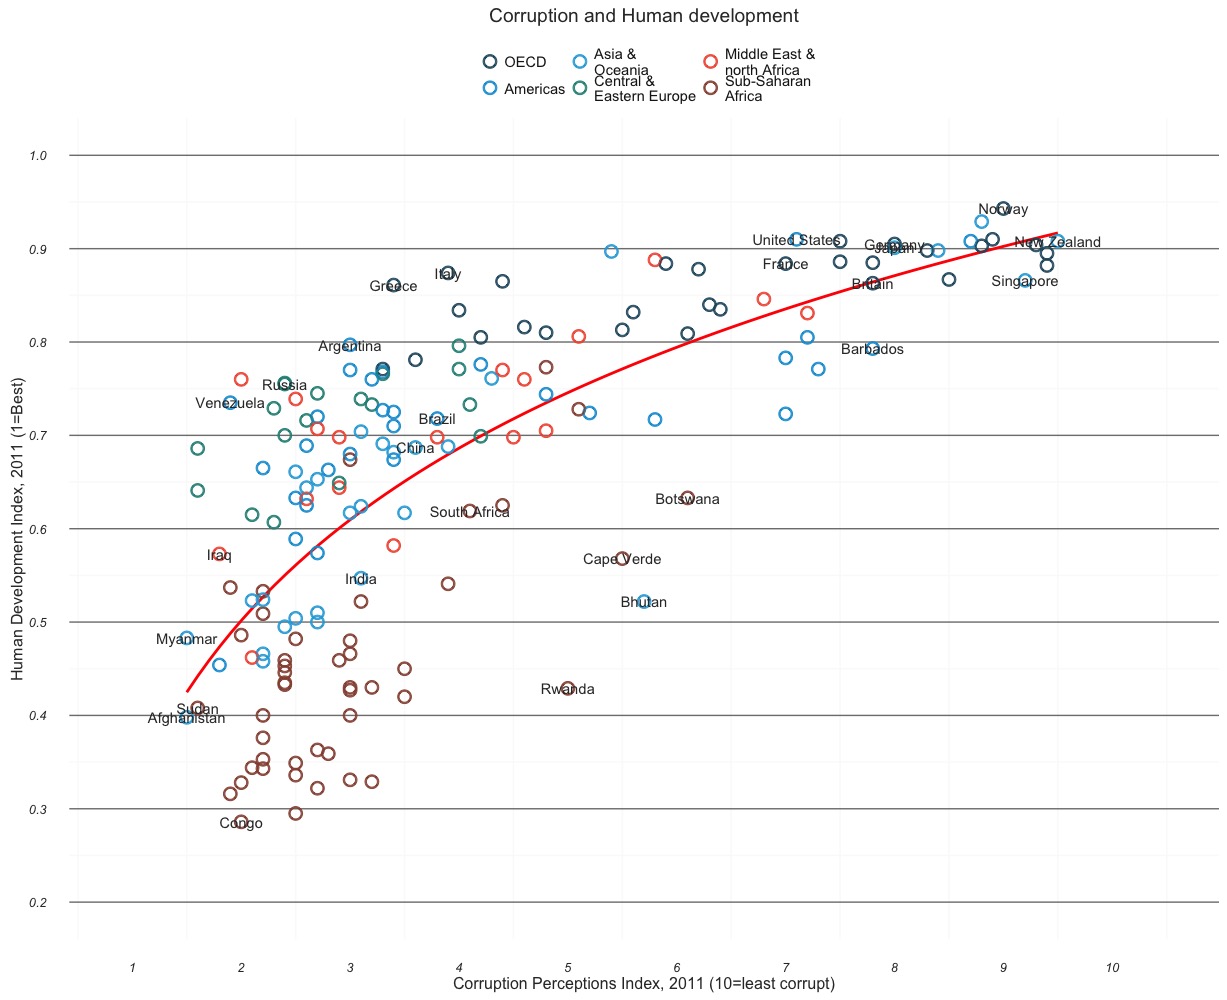 Corruption and Human development
OECD
Asia &
Oceania
Middle East &
north Africa
Americas
Central &
Eastern Europe
Sub-Saharan
Africa
Human Development Index, 2011 (1=Best)
1.0
0.9
0.8
0.7
0.6
0.5
0.4
0.3
0.2
Norway
United States
Germany
Japan
New Zealand
France
Italy
Greece
Britain
Singapore
Argentina
Barbados
Russia
Venezuela
Brazil
China
Botswana
South Africa
Iraq
Cape Verde
India
Bhutan
Myanmar
Rwanda
Sudan
Afghanistan
Congo
1 2 3 4 5 6 7 8 9 10
Corruption Perceptions Index, 2011 (10=least corrupt)